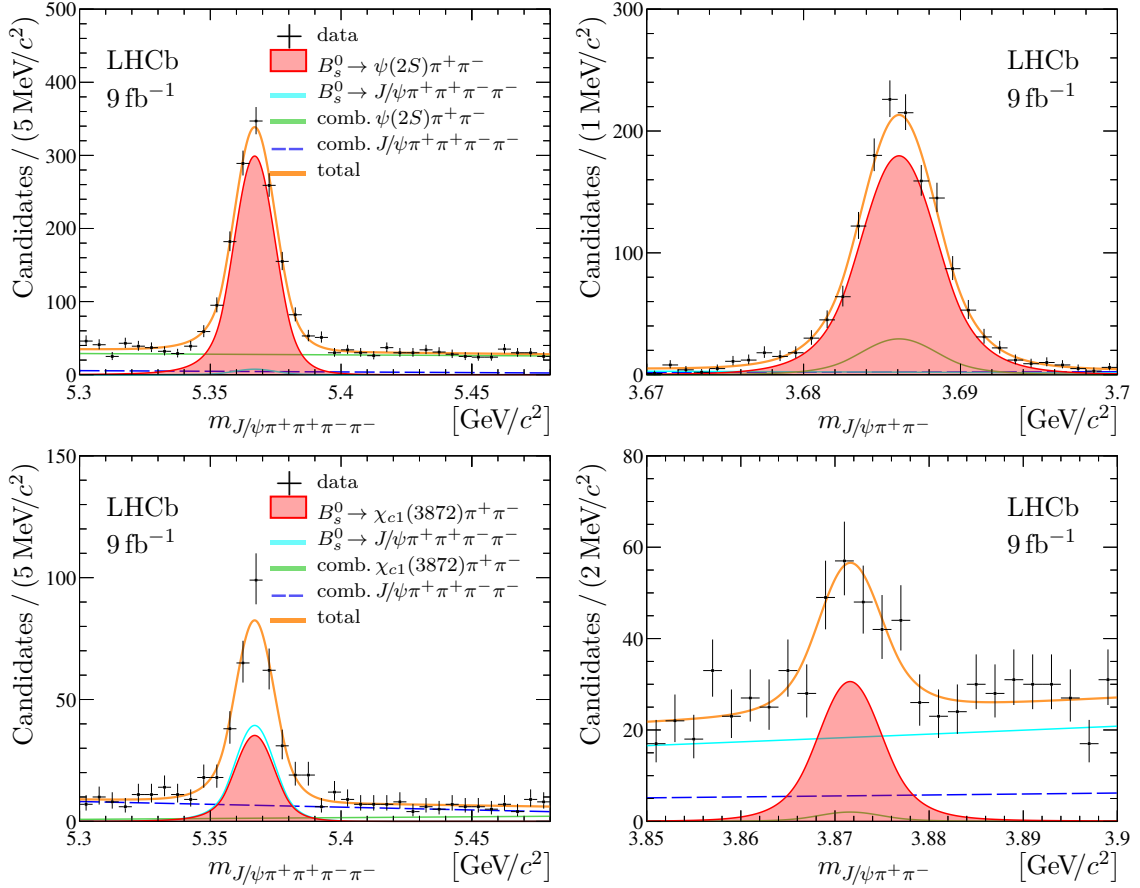 Candidates / (5 MeV/c²)
500
400
300
200
100
0
LHCb
9 fb⁻¹
data
B⁰ₛ → ψ(2S)π⁺π⁻
B⁰ₛ → J/ψπ⁺π⁺π⁻π⁻
comb. ψ(2S)π⁺π⁻
comb. J/ψπ⁺π⁺π⁻π⁻
total
5.3 5.35 5.4 5.45
m_{J/ψπ⁺π⁺π⁻π⁻} [GeV/c²]
Candidates / (1 MeV/c²)
300
200
100
0
LHCb
9 fb⁻¹
3.67 3.68 3.69 3.7
m_{J/ψπ⁺π⁻} [GeV/c²]
Candidates / (5 MeV/c²)
150
100
50
0
LHCb
9 fb⁻¹
data
B⁰ₛ → χ_{c1}(3872)π⁺π⁻
B⁰ₛ → J/ψπ⁺π⁺π⁻π⁻
comb. χ_{c1}(3872)π⁺π⁻
comb. J/ψπ⁺π⁺π⁻π⁻
total
5.3 5.35 5.4 5.45
m_{J/ψπ⁺π⁺π⁻π⁻} [GeV/c²]
Candidates / (2 MeV/c²)
80
60
40
20
0
LHCb
9 fb⁻¹
3.85 3.86 3.87 3.88 3.89 3.9
m_{J/ψπ⁺π⁻} [GeV/c²]